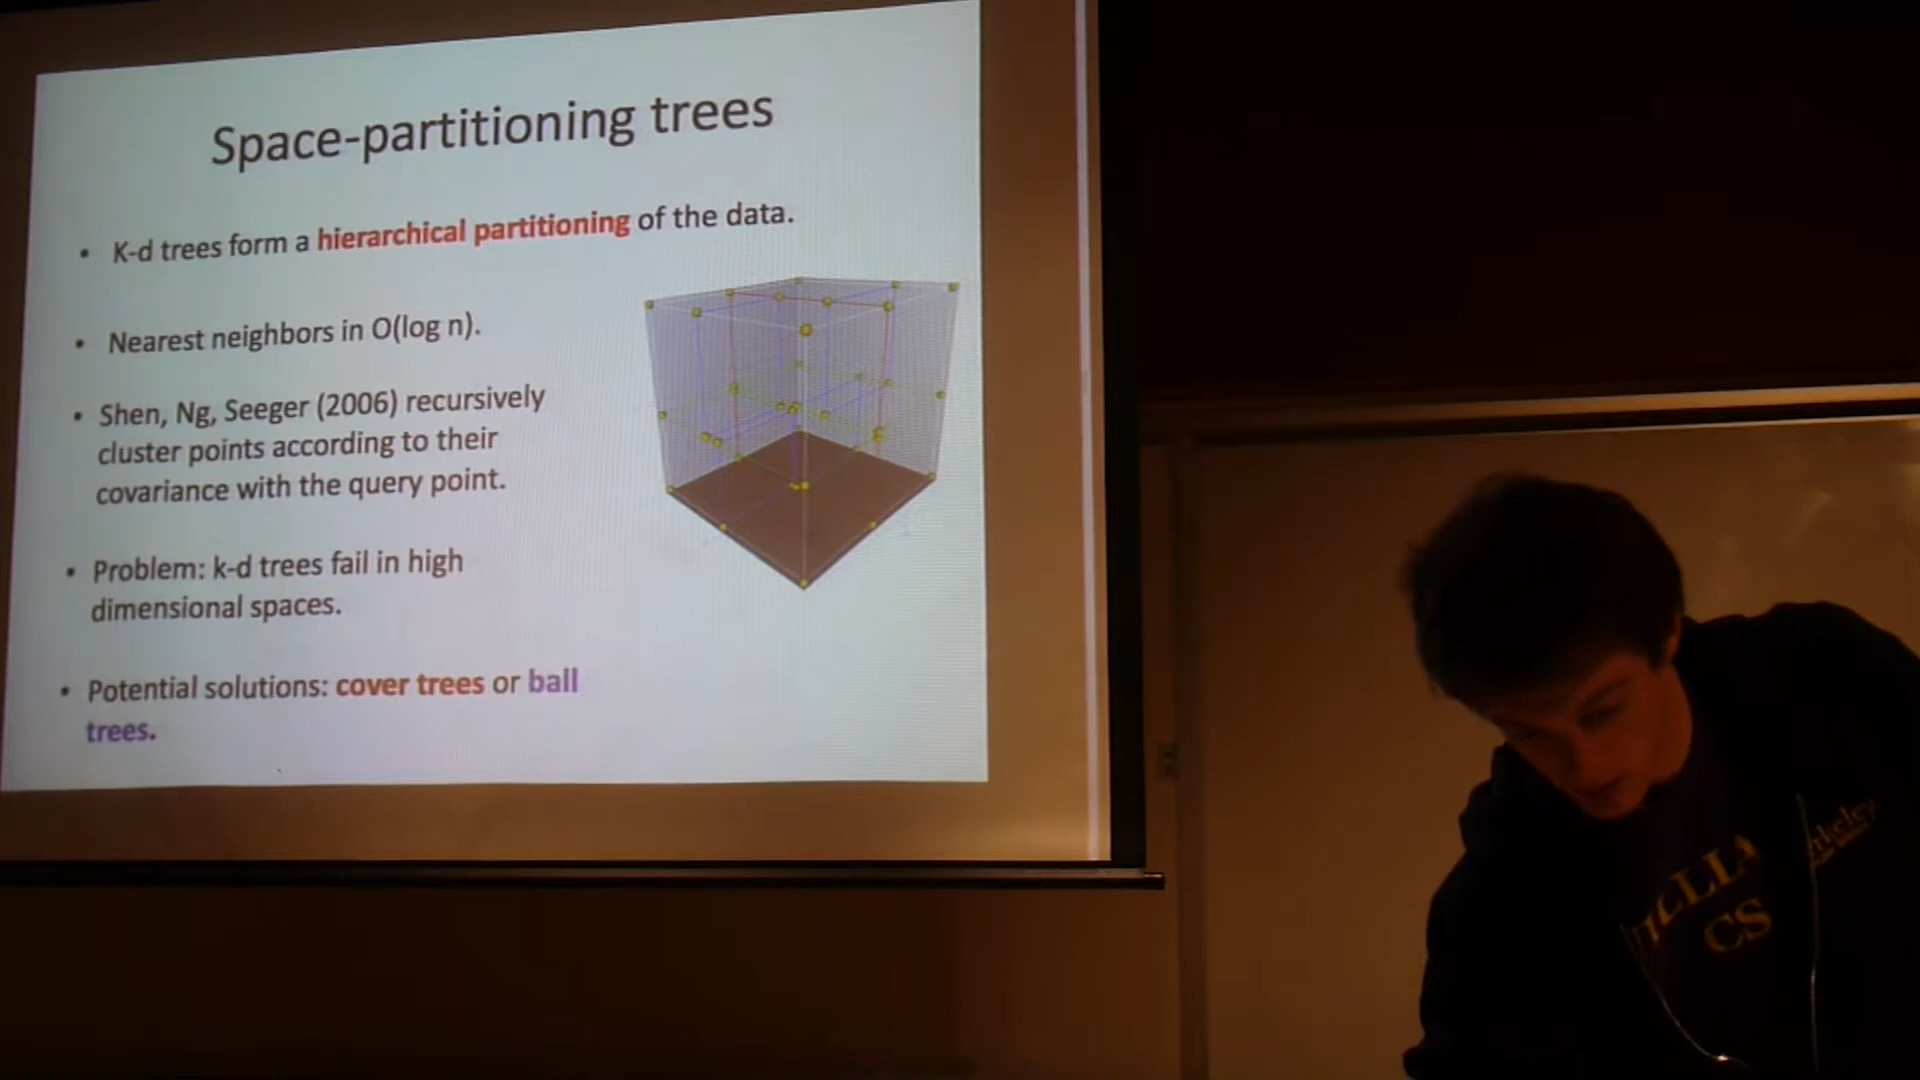 Space-partitioning trees
• K-d trees form a hierarchical partitioning of the data.
• Nearest neighbors in O(log n).
• Shen, Ng, Seeger (2006) recursively
cluster points according to their
covariance with the query point.
• Problem: k-d trees fail in high
dimensional spaces.
• Potential solutions: cover trees or ball
trees.
CS